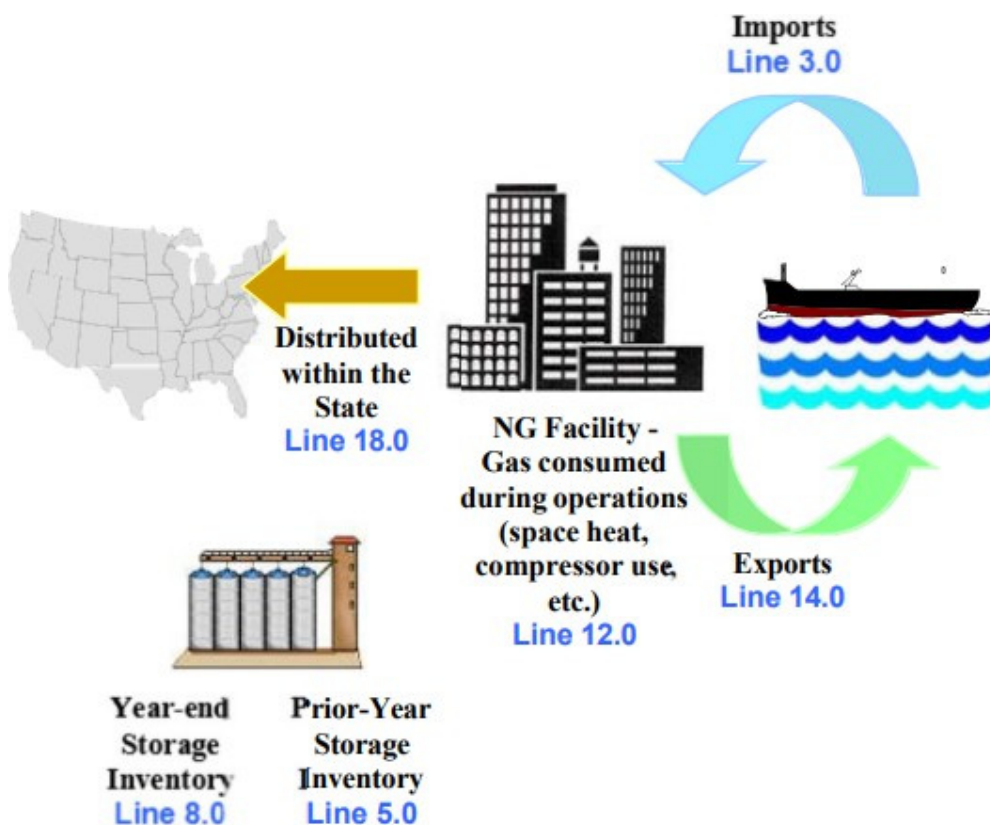 Imports
Line 3.0
Distributed
within the
State
Line 18.0
NG Facility -
Gas consumed
during operations
(space heat,
compressor use,
etc.)
Line 12.0
Exports
Line 14.0
Year-end
Storage
Inventory
Line 8.0
Prior-Year
Storage
Inventory
Line 5.0